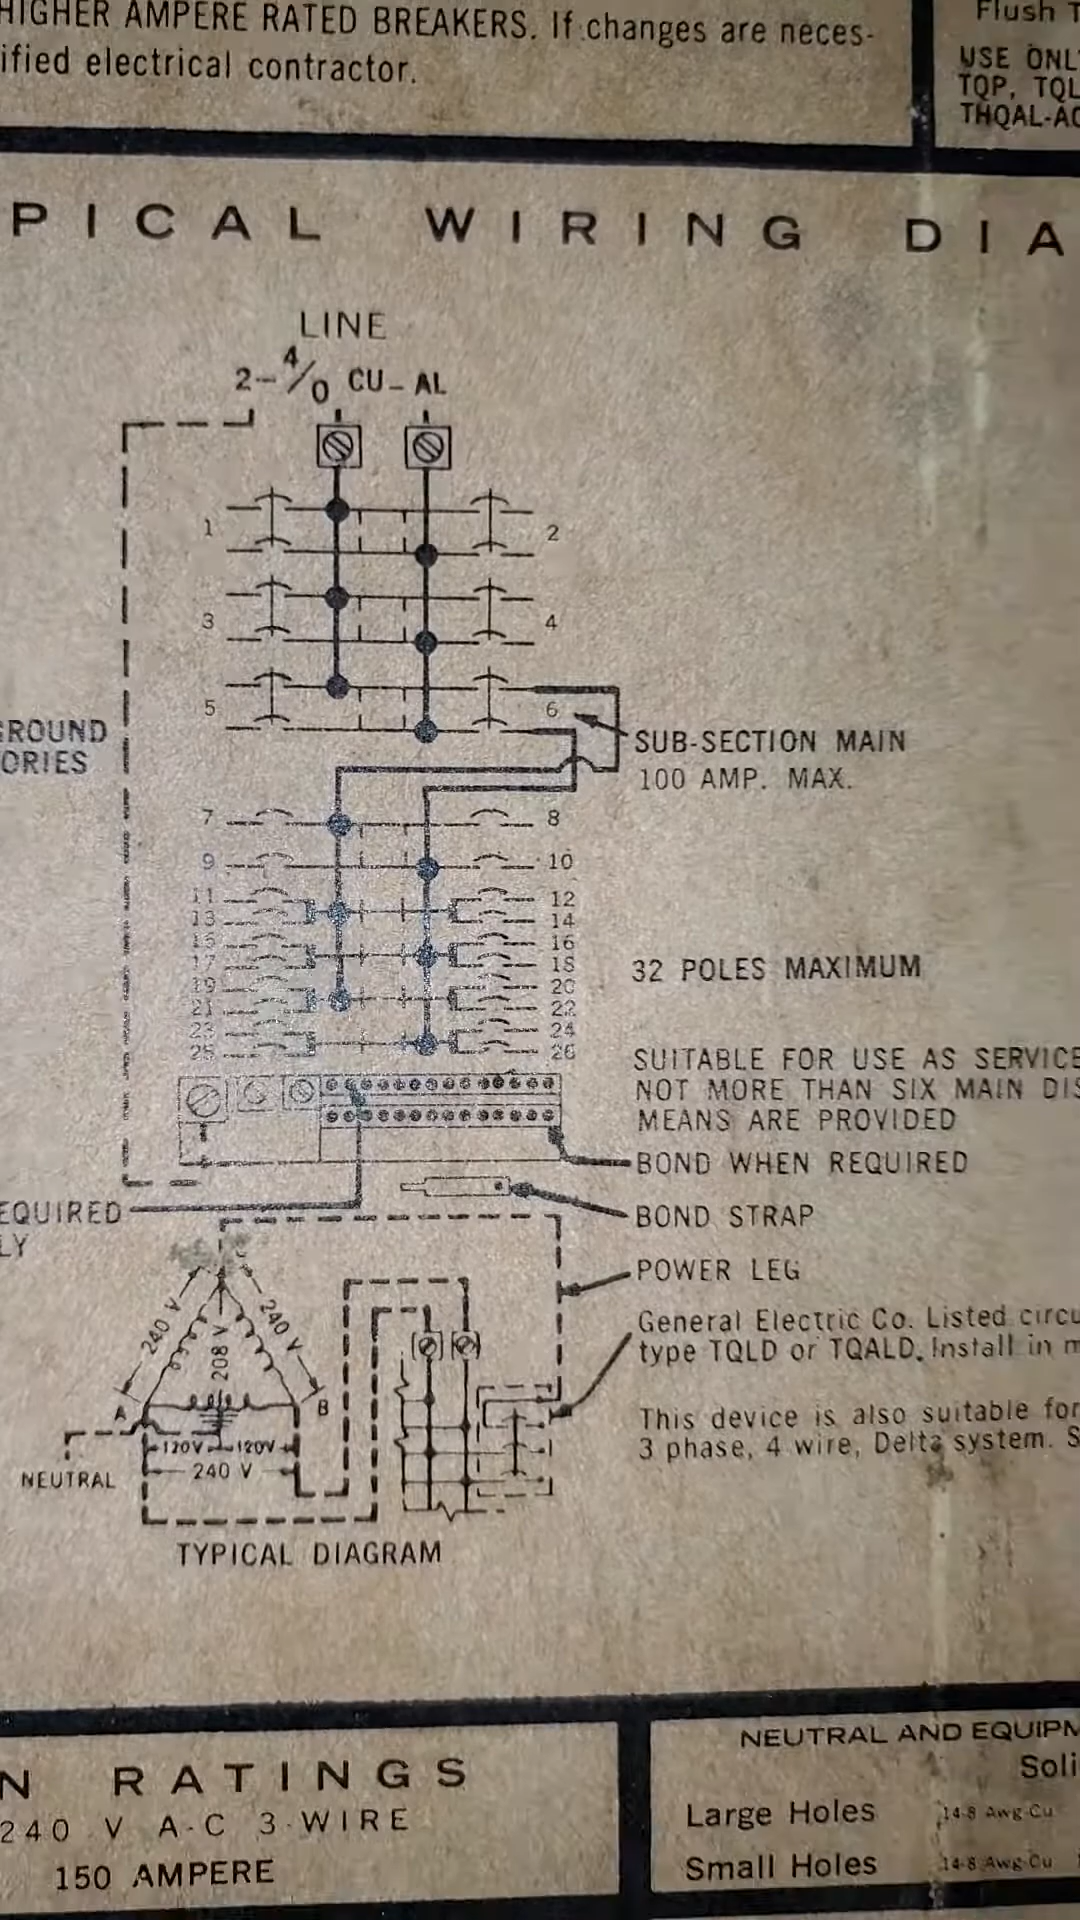 HIGHER AMPERE RATED BREAKERS. If changes are neces-
ified electrical contractor.
Flush T
USE ONL
TQP, TQL
THQAL-AC
PICAL WIRING DIA
LINE
2-4/0 CU-AL
1
2
3
4
5
6
GROUND
ORIES
SUB-SECTION MAIN
100 AMP. MAX.
7
8
9
10
11
12
13
14
15
16
17
18
19
20
21
22
23
24
25
26
32 POLES MAXIMUM
SUITABLE FOR USE AS SERVICE
NOT MORE THAN SIX MAIN DIS
MEANS ARE PROVIDED
BOND WHEN REQUIRED
EQUIRED
LY
BOND STRAP
POWER LEG
C
240 V
208 V
240 V
A
B
120V
120V
240 V
NEUTRAL
General Electric Co. Listed circu
type TQLD or TQALD. Install in m
This device is also suitable for
3 phase, 4 wire, Delta system. S
TYPICAL DIAGRAM
N RATINGS
240 V A-C 3-WIRE
150 AMPERE
NEUTRAL AND EQUIPM
Soli
Large Holes 14-8 Awg-Cu
Small Holes 14-8 Awg-Cu